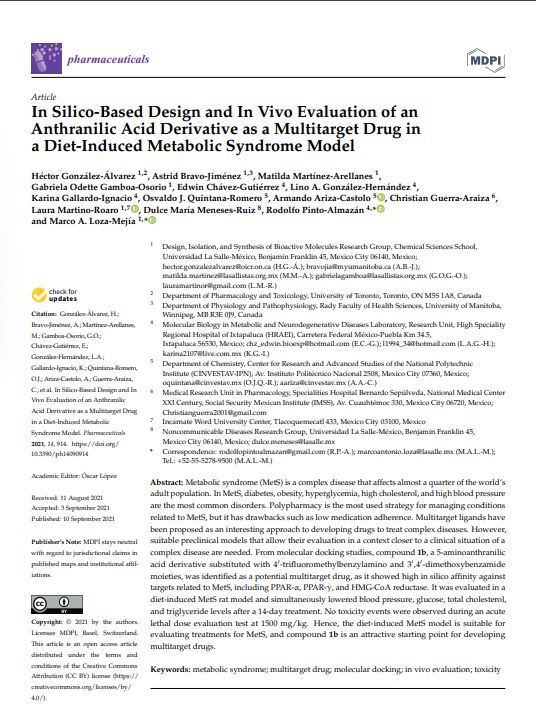 pharmaceuticals
MDPI
Article
In Silico-Based Design and In Vivo Evaluation of an
Anthranilic Acid Derivative as a Multitarget Drug in
a Diet-Induced Metabolic Syndrome Model
Héctor González-Álvarez 1,2, Astrid Bravo-Jiménez 1,3, Matilda Martínez-Arellanes 1,
Gabriela Odette Gamboa-Osorio 1, Edwin Chávez-Gutiérrez 4, Lino A. González-Hernández 4,
Karina Gallardo-Ignacio 4, Osvaldo J. Quintana-Romero 5, Armando Ariza-Castolo 5, Christian Guerra-Araiza 6,
Laura Martino-Roaro 1,7, Dulce María Meneses-Ruiz 8, Rodolfo Pinto-Almazán 4,*
and Marco A. Loza-Mejía 1,*
1 Design, Isolation, and Synthesis of Bioactive Molecules Research Group, Chemical Sciences School,
Universidad La Salle-México, Benjamín Franklin 45, Mexico City 06140, Mexico;
hector.gonzalezalvarez@oicr.on.ca (H.G.-Á.); bravojia@myumanitoba.ca (A.B.-J.);
matilda.martinez@lasallistas.org.mx (M.M.-A.); gabrielagamboa@lasallistas.org.mx (G.O.G.-O.);
lauramartinor@gmail.com (L.M.-R.)
2 Department of Pharmacology and Toxicology, University of Toronto, Toronto, ON M5S 1A8, Canada
3 Department of Physiology and Pathophysiology, Rady Faculty of Health Sciences, University of Manitoba,
Winnipeg, MB R3E 0J9, Canada
4 Molecular Biology in Metabolic and Neurodegenerative Diseases Laboratory, Research Unit, High Speciality
Regional Hospital of Ixtapaluca (HRAEI), Carretera Federal México-Puebla Km 34.5,
Ixtapaluca 56530, Mexico; chz_edwin.bioexp@hotmail.com (E.C.-G.); l1994_34@hotmail.com (L.A.G.-H.);
karina2107@live.com.mx (K.G.-I.)
5 Department of Chemistry, Center for Research and Advanced Studies of the National Polytechnic
Institute (CINVESTAV-IPN), Av. Instituto Politécnico Nacional 2508, Mexico City 07360, Mexico;
oquintana@cinvestav.mx (O.J.Q.-R.); aariza@cinvestav.mx (A.A.-C.)
6 Medical Research Unit in Pharmacology, Specialities Hospital Bernardo Sepúlveda, National Medical Center
XXI Century, Social Security Mexican Institute (IMSS), Av. Cuauhtémoc 330, Mexico City 06720, Mexico;
Christianguerra2001@gmail.com
7 Incarnate Word University Center, Tlacoquemecatl 433, Mexico City 03100, Mexico
8 Noncommunicable Diseases Research Group, Universidad La Salle-México, Benjamín Franklin 45,
Mexico City 06140, Mexico; dulce.meneses@lasalle.mx
* Correspondence: rodolfopintoalmazan@gmail.com (R.P.-A.); marcoantonio.loza@lasalle.mx (M.A.L.-M.);
Tel.: +52-55-5278-9500 (M.A.L.-M.)
check for
updates
Citation: González-Álvarez, H.;
Bravo-Jiménez, A.; Martínez-Arellanes,
M.; Gamboa-Osorio, G.O.;
Chávez-Gutiérrez, E.;
González-Hernández, L.A.;
Gallardo-Ignacio, K.; Quintana-Romero,
O.J.; Ariza-Castolo, A.; Guerra-Araiza,
C.; et al. In Silico-Based Design and In
Vivo Evaluation of an Anthranilic
Acid Derivative as a Multitarget Drug
in a Diet-Induced Metabolic
Syndrome Model. Pharmaceuticals
2021, 14, 914. https://doi.org/
10.3390/ph14090914
Academic Editor: Óscar López
Received: 11 August 2021
Accepted: 3 September 2021
Published: 10 September 2021
Publisher's Note: MDPI stays neutral
with regard to jurisdictional claims in
published maps and institutional affil-
iations.
CC BY
Copyright: © 2021 by the authors.
Licensee MDPI, Basel, Switzerland.
This article is an open access article
distributed under the terms and
conditions of the Creative Commons
Attribution (CC BY) license (https://
creativecommons.org/licenses/by/
4.0/).
Abstract: Metabolic syndrome (MetS) is a complex disease that affects almost a quarter of the world's
adult population. In MetS, diabetes, obesity, hyperglycemia, high cholesterol, and high blood pressure
are the most common disorders. Polypharmacy is the most used strategy for managing conditions
related to MetS, but it has drawbacks such as low medication adherence. Multitarget ligands have
been proposed as an interesting approach to developing drugs to treat complex diseases. However,
suitable preclinical models that allow their evaluation in a context closer to a clinical situation of a
complex disease are needed. From molecular docking studies, compound 1b, a 5-aminoanthranilic
acid derivative substituted with 4′-trifluoromethylbenzylamino and 3′,4′-dimethoxybenzamide
moieties, was identified as a potential multitarget drug, as it showed high in silico affinity against
targets related to MetS, including PPAR-α, PPAR-γ, and HMG-CoA reductase. It was evaluated in a
diet-induced MetS rat model and simultaneously lowered blood pressure, glucose, total cholesterol,
and triglyceride levels after a 14-day treatment. No toxicity events were observed during an acute
lethal dose evaluation test at 1500 mg/kg. Hence, the diet-induced MetS model is suitable for
evaluating treatments for MetS, and compound 1b is an attractive starting point for developing
multitarget drugs.
Keywords: metabolic syndrome; multitarget drug; molecular docking; in vivo evaluation; toxicity